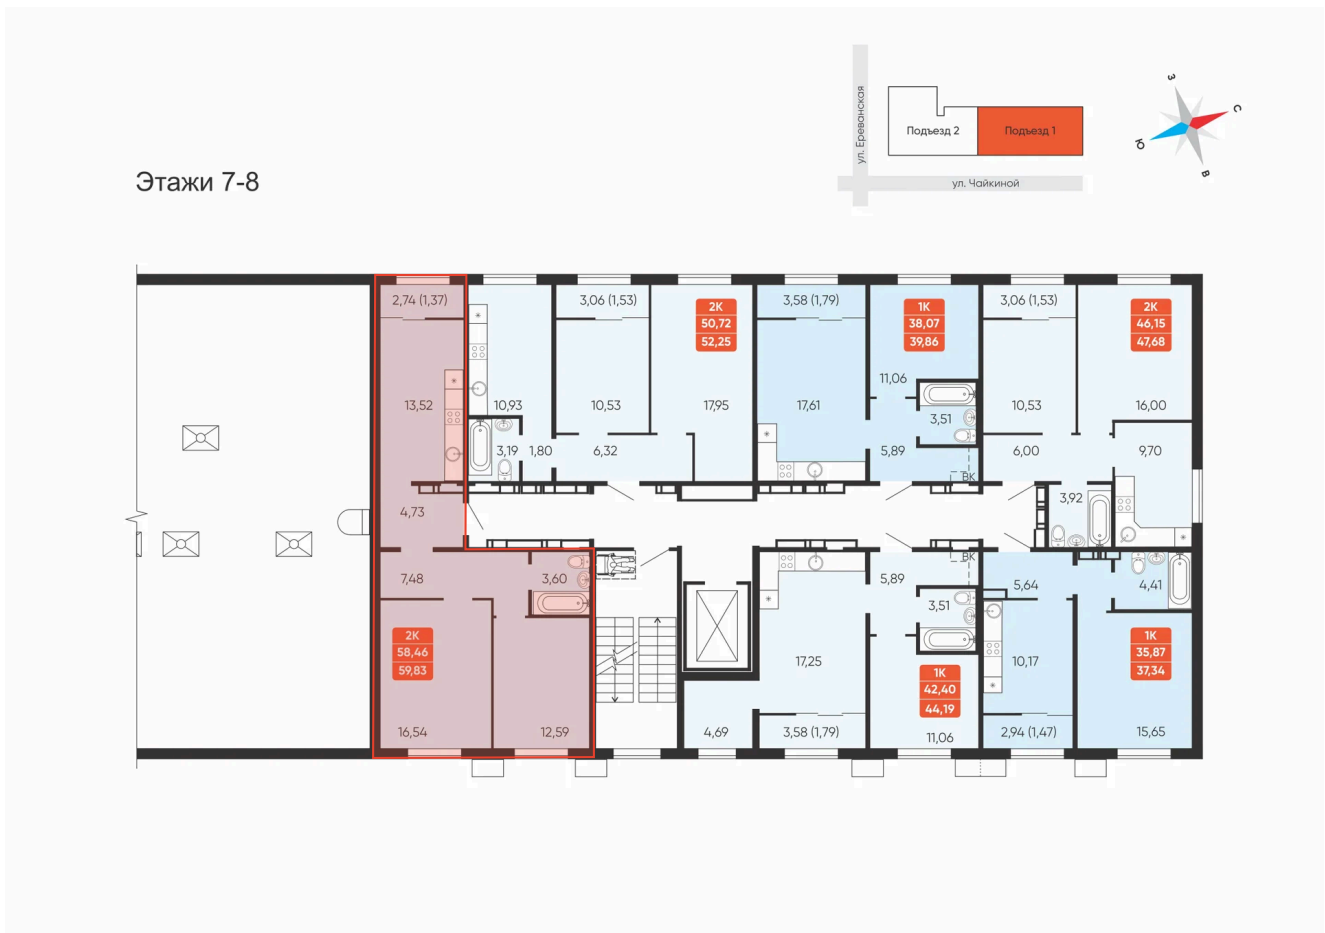 З
С
Ю
В
ул. Ереванская
Подъезд 2
Подъезд 1
ул. Чайкиной
Этажи 7-8
2,74 (1,37)
3,06 (1,53)
2К
50,72
52,25
3,58 (1,79)
1К
38,07
39,86
3,06 (1,53)
2К
46,15
47,68
13,52
10,93
10,53
17,95
17,61
11,06
3,51
10,53
16,00
3,19
1,80
6,32
5,89
ВК
6,00
9,70
4,73
3,92
7,48
3,60
5,89
ВК
5,64
4,41
3,51
2К
58,46
59,83
17,25
1К
42,40
44,19
10,17
1К
35,87
37,34
16,54
12,59
4,69
3,58 (1,79)
11,06
2,94 (1,47)
15,65